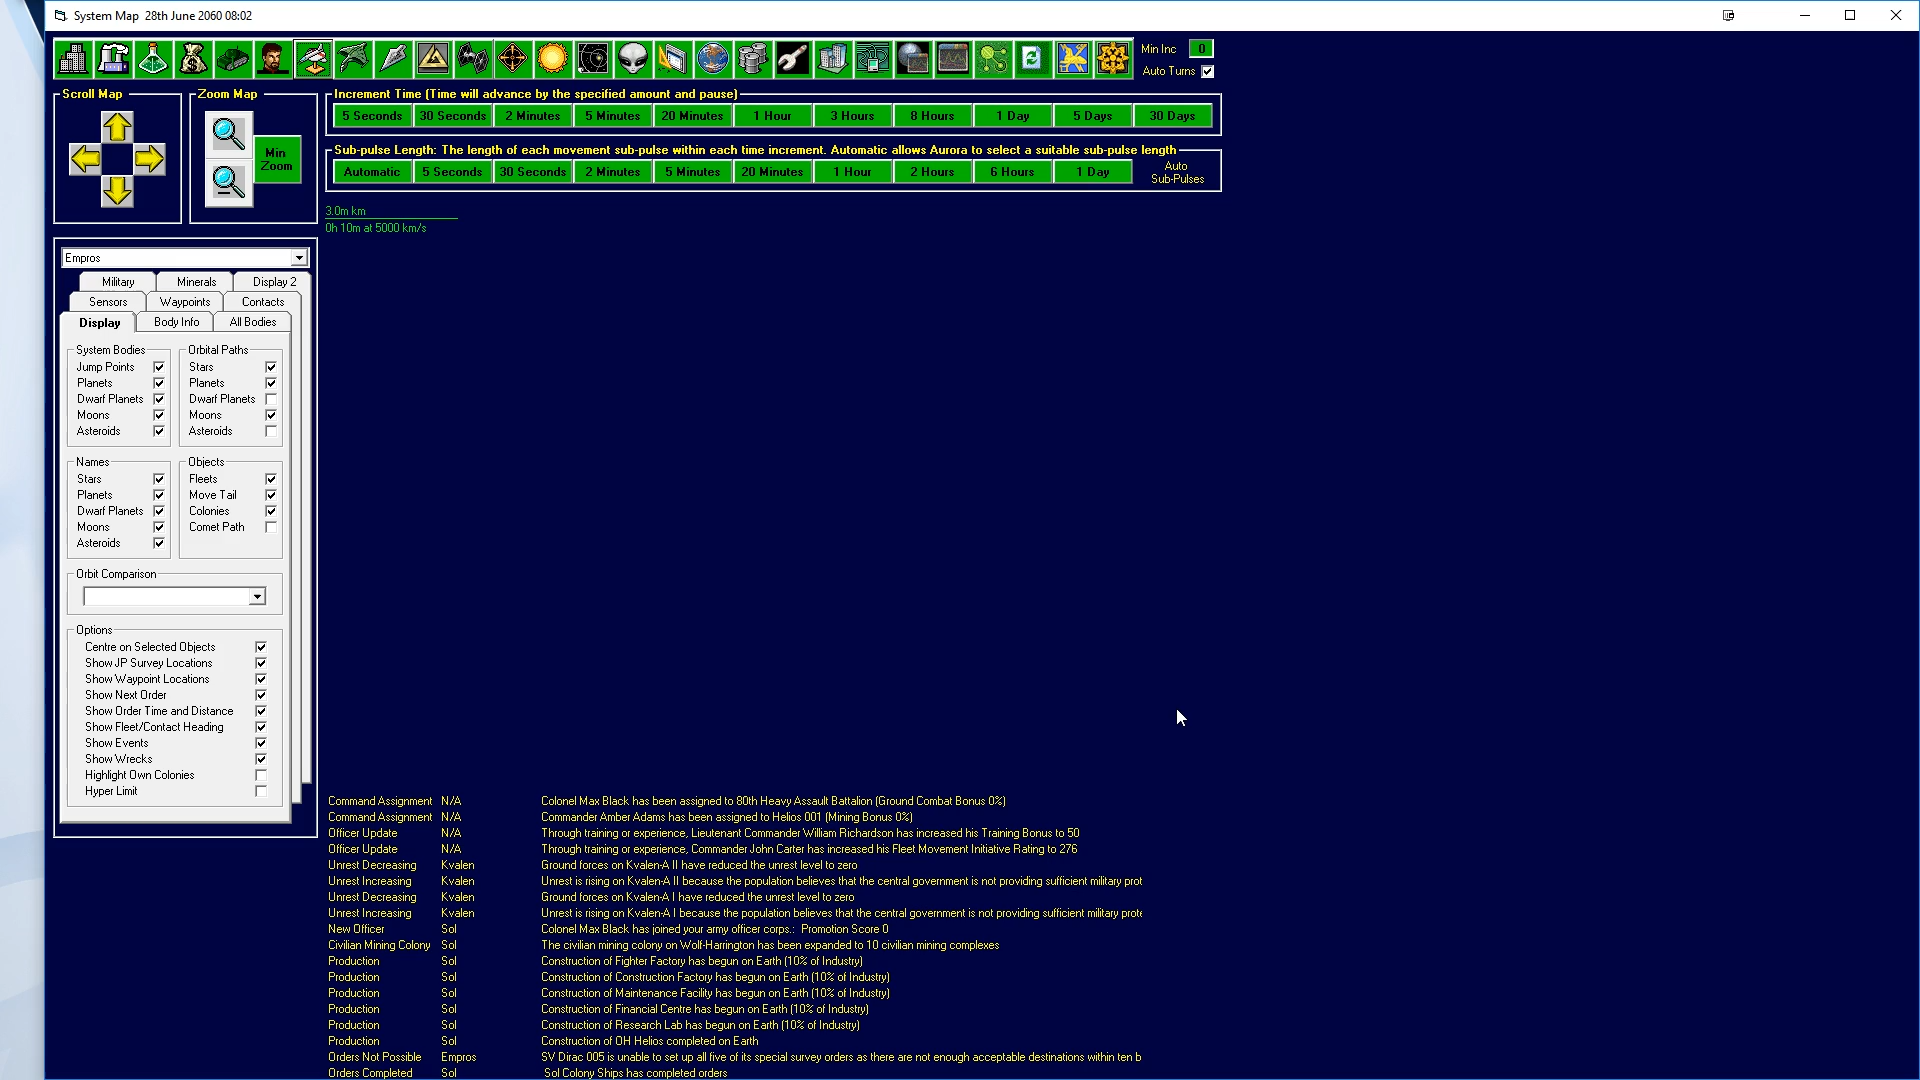 System Map  28th June 2060 08:02
Min Inc 0
Auto Turns
Scroll Map
Zoom Map
Min Zoom
Increment Time (Time will advance by the specified amount and pause)
5 Seconds 30 Seconds 2 Minutes 5 Minutes 20 Minutes 1 Hour 3 Hours 8 Hours 1 Day 5 Days 30 Days
Sub-pulse Length: The length of each movement sub-pulse within each time increment. Automatic allows Aurora to select a suitable sub-pulse length
Automatic 5 Seconds 30 Seconds 2 Minutes 5 Minutes 20 Minutes 1 Hour 2 Hours 6 Hours 1 Day
Auto
Sub-Pulses
3.0m km
0h 10m at 5000 km/s
Empros
Military Minerals Display 2
Sensors Waypoints Contacts
Display Body Info All Bodies
System Bodies
Jump Points
Planets
Dwarf Planets
Moons
Asteroids
Orbital Paths
Stars
Planets
Dwarf Planets
Moons
Asteroids
Names
Stars
Planets
Dwarf Planets
Moons
Asteroids
Objects
Fleets
Move Tail
Colonies
Comet Path
Orbit Comparison
Options
Centre on Selected Objects
Show JP Survey Locations
Show Waypoint Locations
Show Next Order
Show Order Time and Distance
Show Fleet/Contact Heading
Show Events
Show Wrecks
Highlight Own Colonies
Hyper Limit
Command Assignment N/A Colonel Max Black has been assigned to 80th Heavy Assault Battalion (Ground Combat Bonus 0%)
Command Assignment N/A Commander Amber Adams has been assigned to Helios 001 (Mining Bonus 0%)
Officer Update N/A Through training or experience, Lieutenant Commander William Richardson has increased his Training Bonus to 50
Officer Update N/A Through training or experience, Commander John Carter has increased his Fleet Movement Initiative Rating to 276
Unrest Decreasing Kvalen Ground forces on Kvalen-A II have reduced the unrest level to zero
Unrest Increasing Kvalen Unrest is rising on Kvalen-A II because the population believes that the central government is not providing sufficient military prot
Unrest Decreasing Kvalen Ground forces on Kvalen-A I have reduced the unrest level to zero
Unrest Increasing Kvalen Unrest is rising on Kvalen-A I because the population believes that the central government is not providing sufficient military prote
New Officer Sol Colonel Max Black has joined your army officer corps.:  Promotion Score 0
Civilian Mining Colony Sol The civilian mining colony on Wolf-Harrington has been expanded to 10 civilian mining complexes
Production Sol Construction of Fighter Factory has begun on Earth (10% of Industry)
Production Sol Construction of Construction Factory has begun on Earth (10% of Industry)
Production Sol Construction of Maintenance Facility has begun on Earth (10% of Industry)
Production Sol Construction of Financial Centre has begun on Earth (10% of Industry)
Production Sol Construction of Research Lab has begun on Earth (10% of Industry)
Production Sol Construction of OH Helios completed on Earth
Orders Not Possible Empros SV Dirac 005 is unable to set up all five of its special survey orders as there are not enough acceptable destinations within ten b
Orders Completed Sol Sol Colony Ships has completed orders